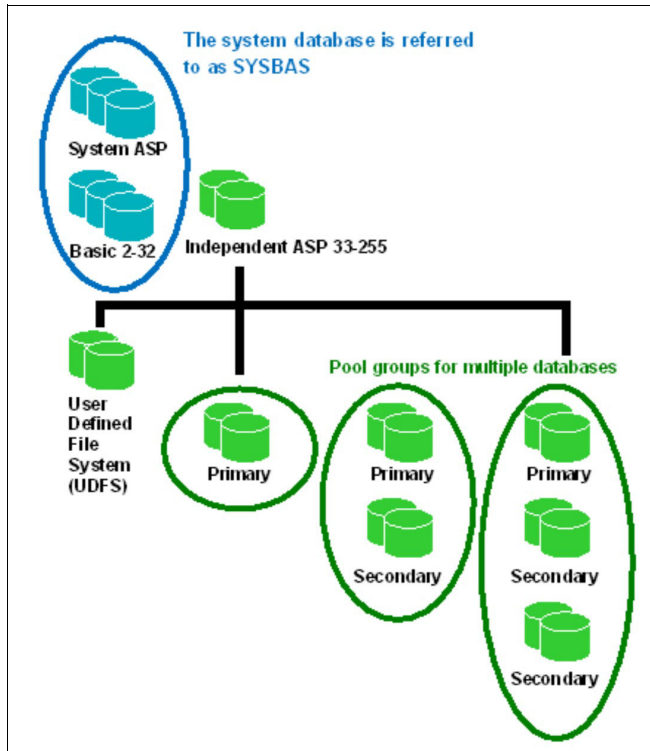 The system database is referred
to as SYSBAS
System ASP
Basic 2-32
Independent ASP 33-255
Pool groups for multiple databases
User
Defined
File
System
(UDFS)
Primary
Primary
Primary
Secondary
Secondary
Secondary